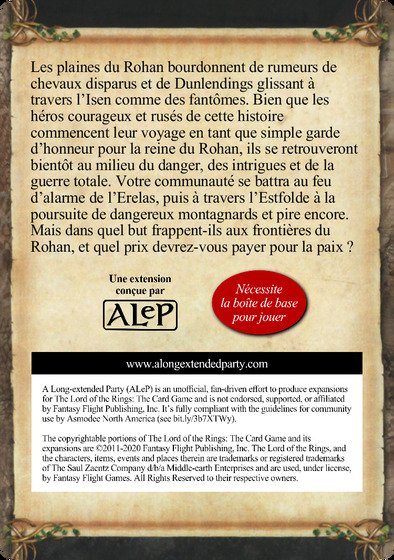 Les plaines du Rohan bourdonnent de rumeurs de
chevaux disparus et de Dunlendings glissant à
travers l'Isen comme des fantômes. Bien que les
héros courageux et rusés de cette histoire
commencent leur voyage en tant que simple garde
d'honneur pour la reine du Rohan, ils se retrouveront
bientôt au milieu du danger, des intrigues et de la
guerre totale. Votre communauté se battra au feu
d'alarme de l'Erelas, puis à travers l'Estfolde à la
poursuite de dangereux montagnards et pire encore.
Mais dans quel but frappent-ils aux frontières du
Rohan, et quel prix devrez-vous payer pour la paix ?
Une extension
conçue par
ALeP
Nécessite
la boîte de base
pour jouer
www.alongextendedparty.com
A Long-extended Party (ALeP) is an unofficial, fan-driven effort to produce expansions
for The Lord of the Rings: The Card Game and is not endorsed, supported, or affiliated
by Fantasy Flight Publishing, Inc. It's fully compliant with the guidelines for community
use by Asmodee North America (see bit.ly/3b7XTWy).
The copyrightable portions of The Lord of the Rings: The Card Game and its
expansions are ©2011-2020 Fantasy Flight Publishing, Inc. The Lord of the Rings, and
the characters, items, events and places therein are trademarks or registered trademarks
of The Saul Zaentz Company d/b/a Middle-earth Enterprises and are used, under license,
by Fantasy Flight Games. All Rights Reserved to their respective owners.